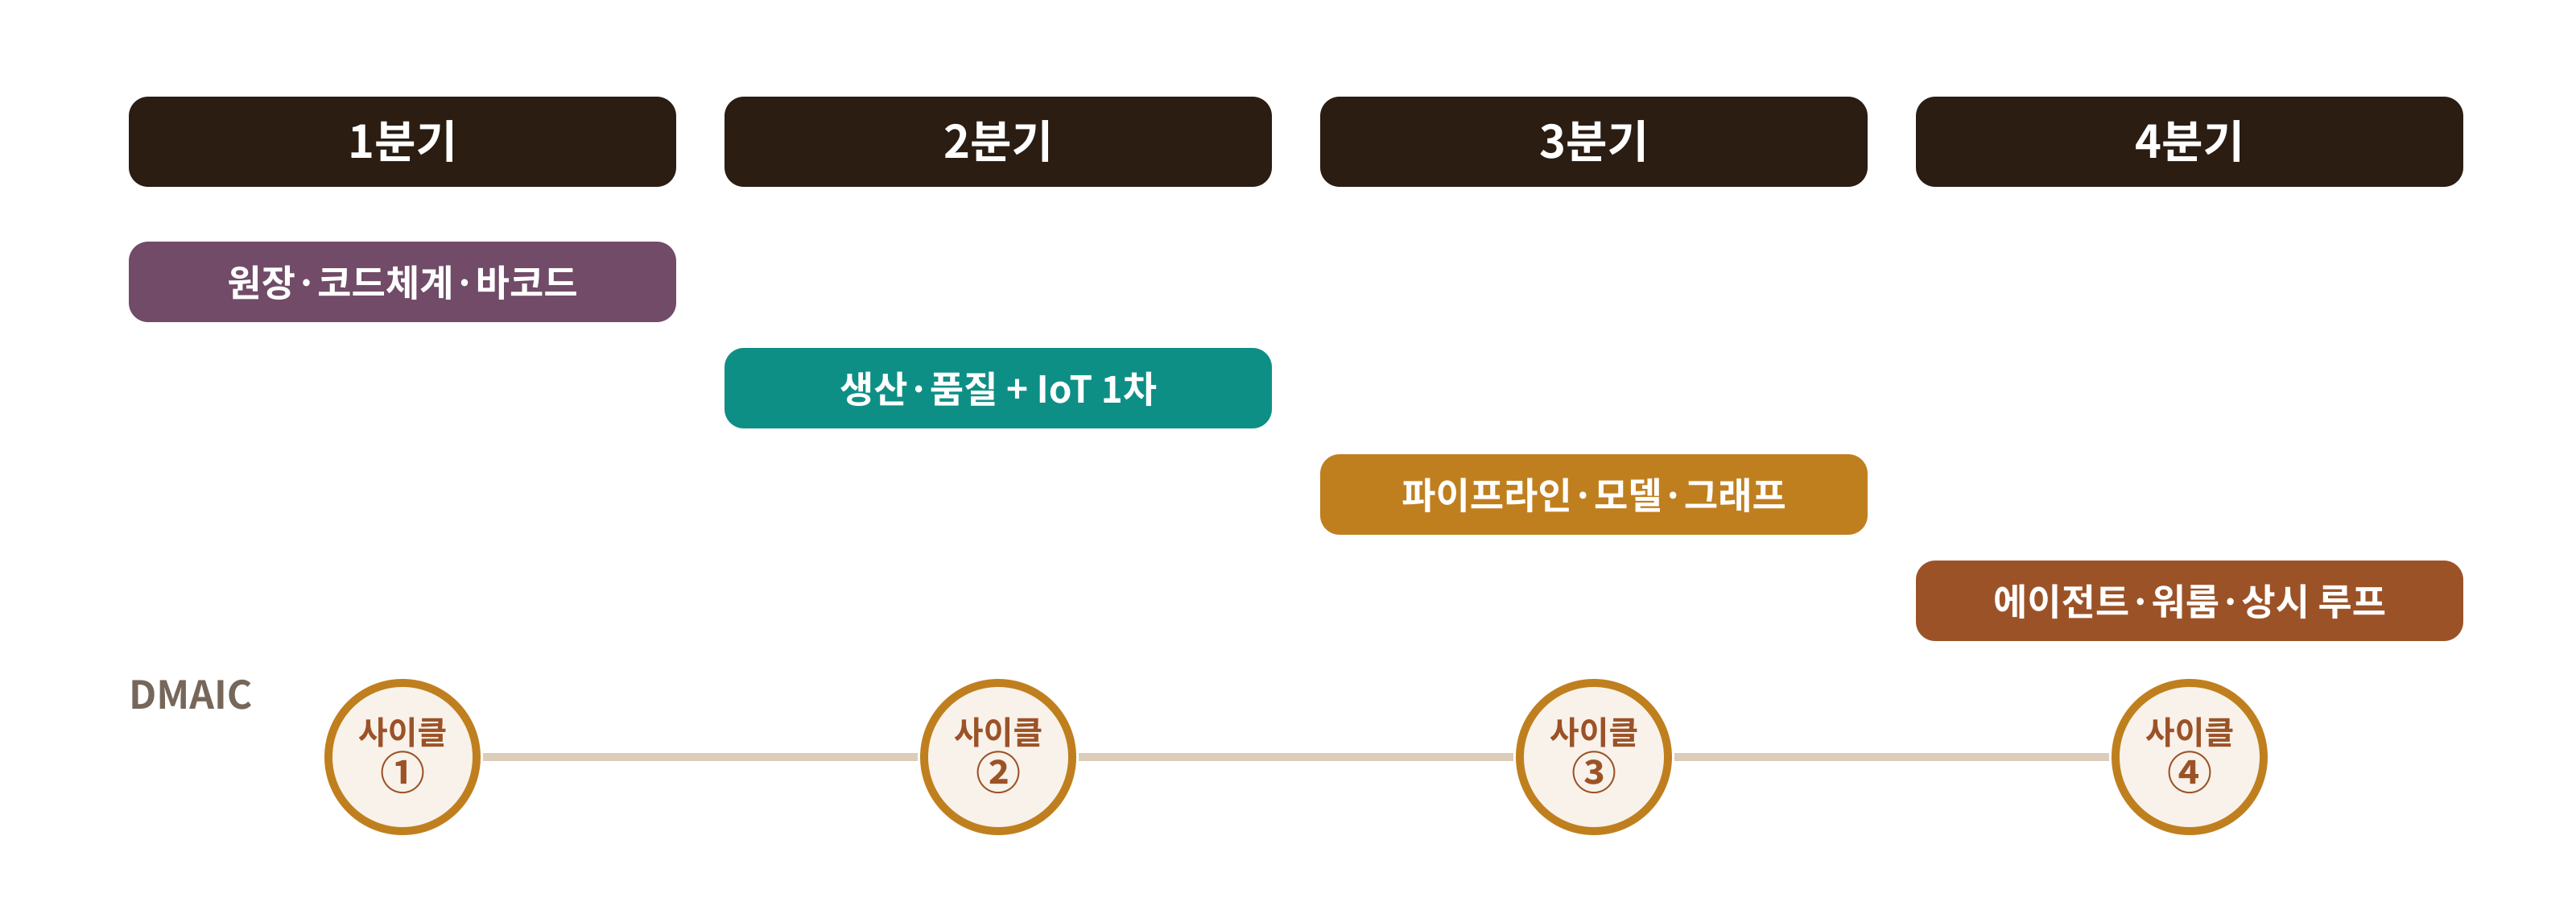 1분기
2분기
3분기
4분기
원장·코드체계·바코드
생산·품질 + IoT 1차
파이프라인·모델·그래프
에이전트·워룸·상시 루프
DMAIC
사이클
①
사이클
②
사이클
③
사이클
④